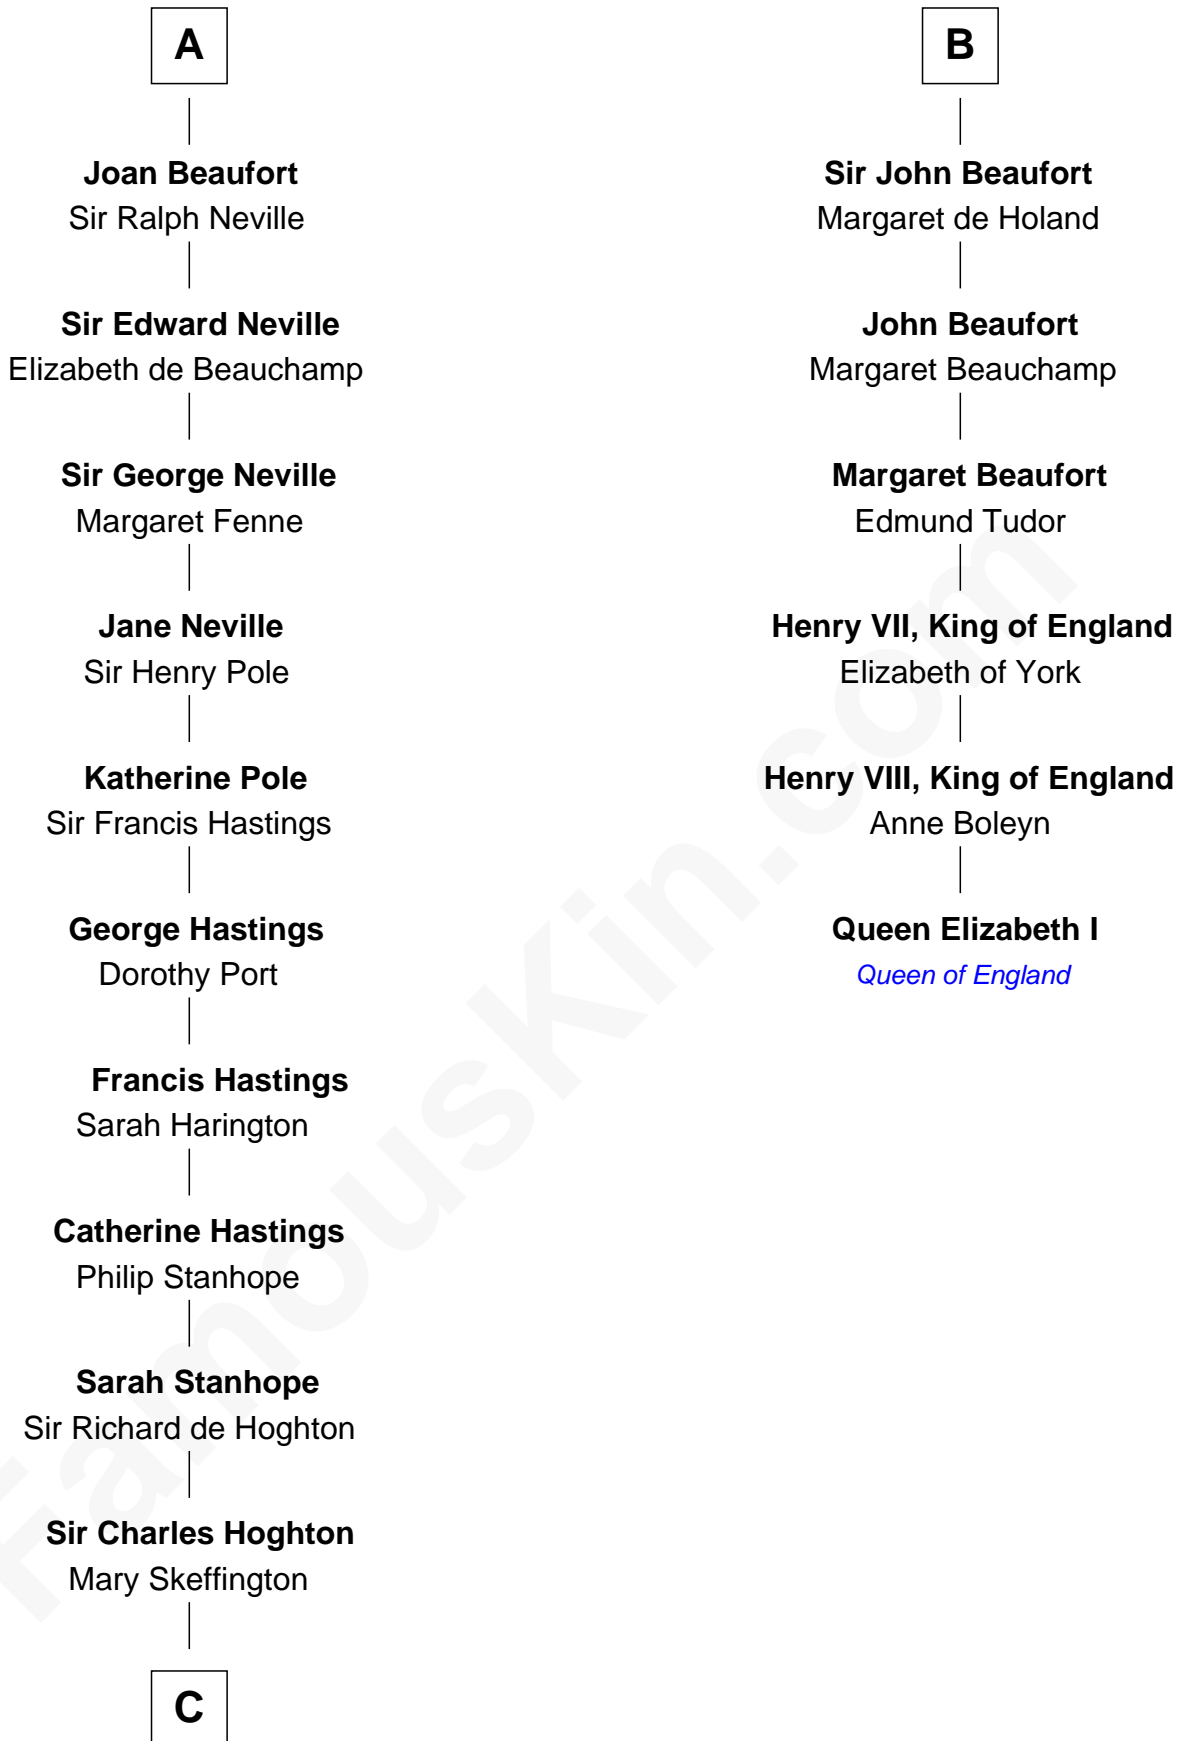 A
Joan Beaufort
Sir Ralph Neville
Sir Edward Neville
Elizabeth de Beauchamp
Sir George Neville
Margaret Fenne
Jane Neville
Sir Henry Pole
Katherine Pole
Sir Francis Hastings
George Hastings
Dorothy Port
Francis Hastings
Sarah Harington
Catherine Hastings
Philip Stanhope
Sarah Stanhope
Sir Richard de Hoghton
Sir Charles Hoghton
Mary Skeffington
C
B
Sir John Beaufort
Margaret de Holand
John Beaufort
Margaret Beauchamp
Margaret Beaufort
Edmund Tudor
Henry VII, King of England
Elizabeth of York
Henry VIII, King of England
Anne Boleyn
Queen Elizabeth I
Queen of England
FamousKin.com